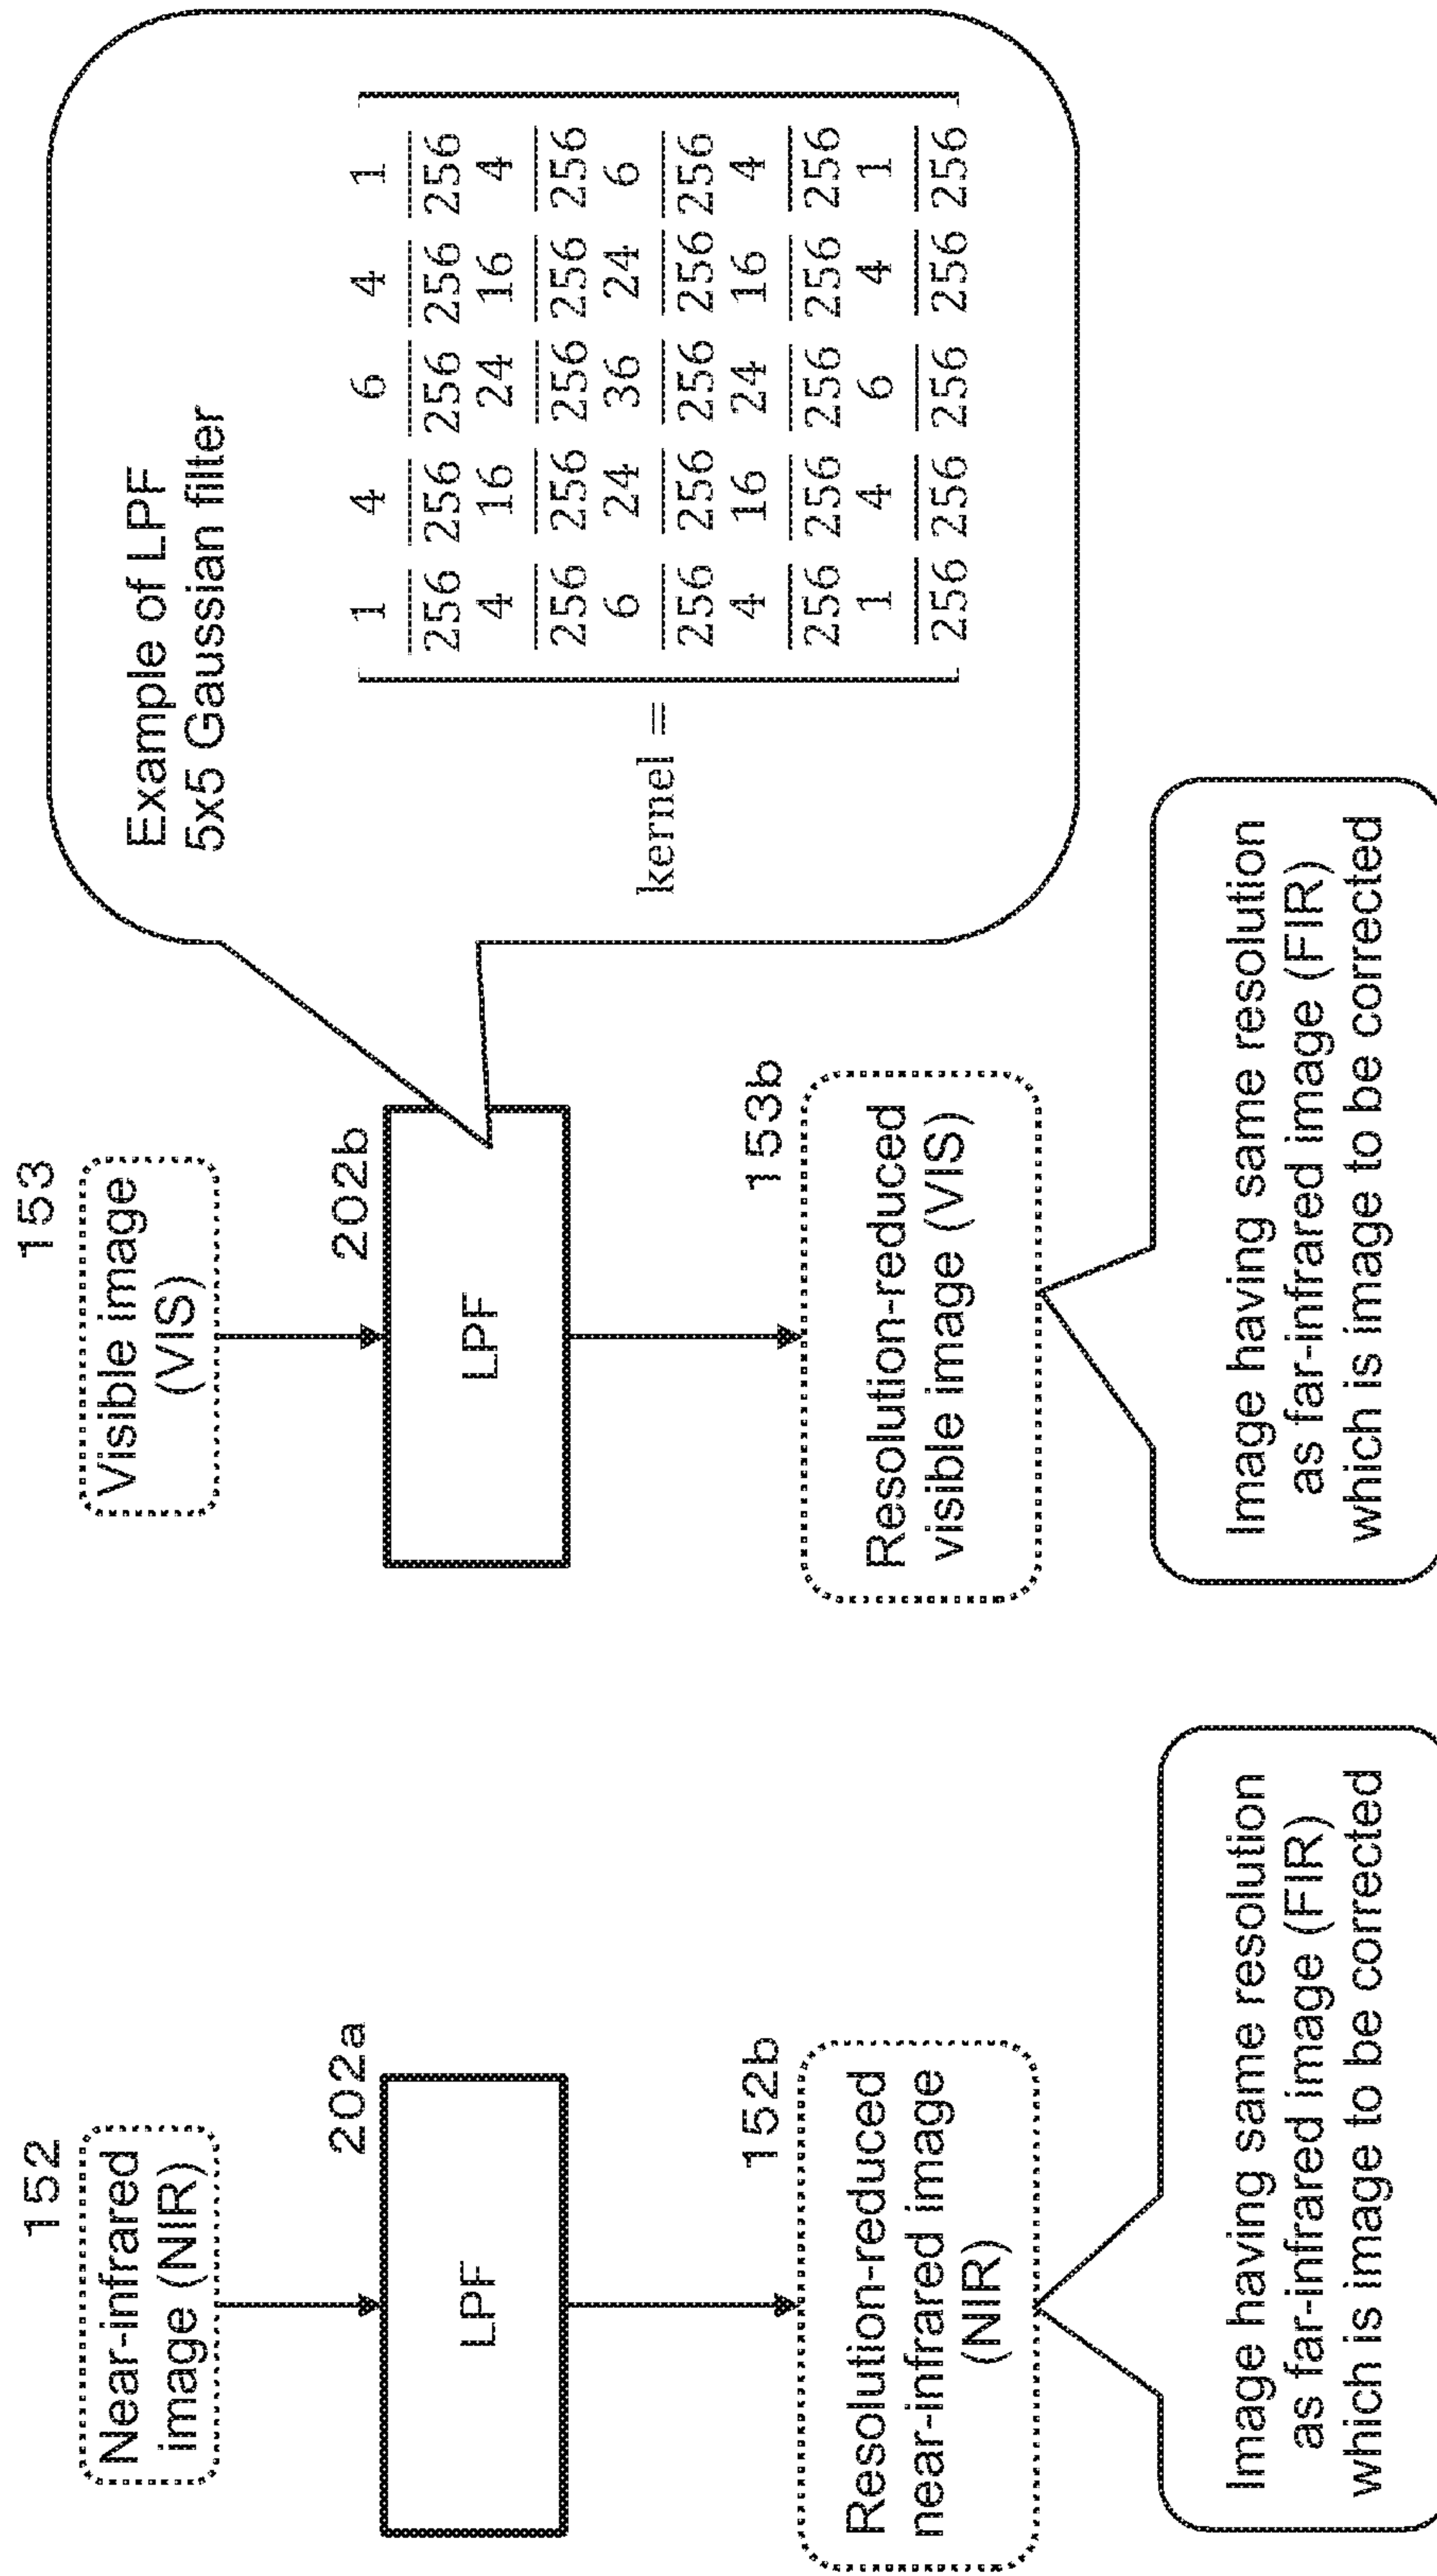 152
Near-infrared
image (NIR)
202a
LPF
152b
Resolution-reduced
near-infrared image
(NIR)
Image having same resolution
as far-infrared image (FIR)
which is image to be corrected
153
Visible image
(VIS)
202b
LPF
153b
Resolution-reduced
visible image (VIS)
Image having same resolution
as far-infrared image (FIR)
which is image to be corrected
Example of LPF
5x5 Gaussian filter
kernel =
1 4 6 4 1
256 256 256 256 256
4 16 24 16 4
256 256 256 256 256
6 24 36 24 6
256 256 256 256 256
4 16 24 16 4
256 256 256 256 256
1 4 6 4 1
256 256 256 256 256